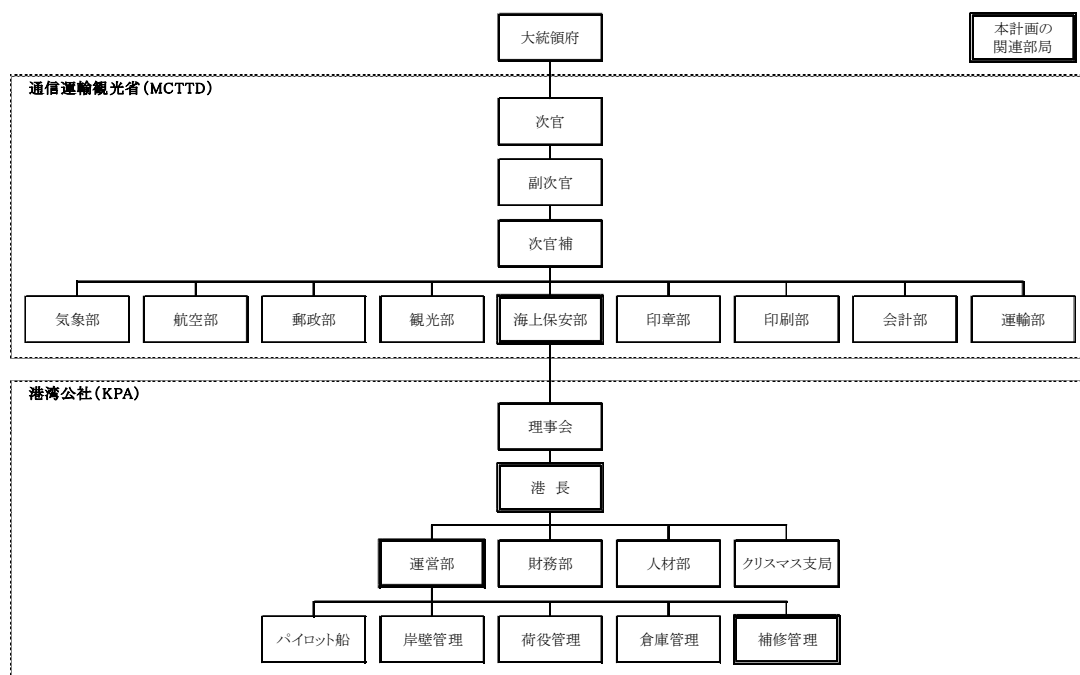 大統領府
本計画の
関連部局
通信運輸観光省(MCTTD)
次官
副次官
次官補
気象部
航空部
郵政部
観光部
海上保安部
印章部
印刷部
会計部
運輸部
港湾公社(KPA)
理事会
港 長
運営部
財務部
人材部
クリスマス支局
パイロット船
岸壁管理
荷役管理
倉庫管理
補修管理